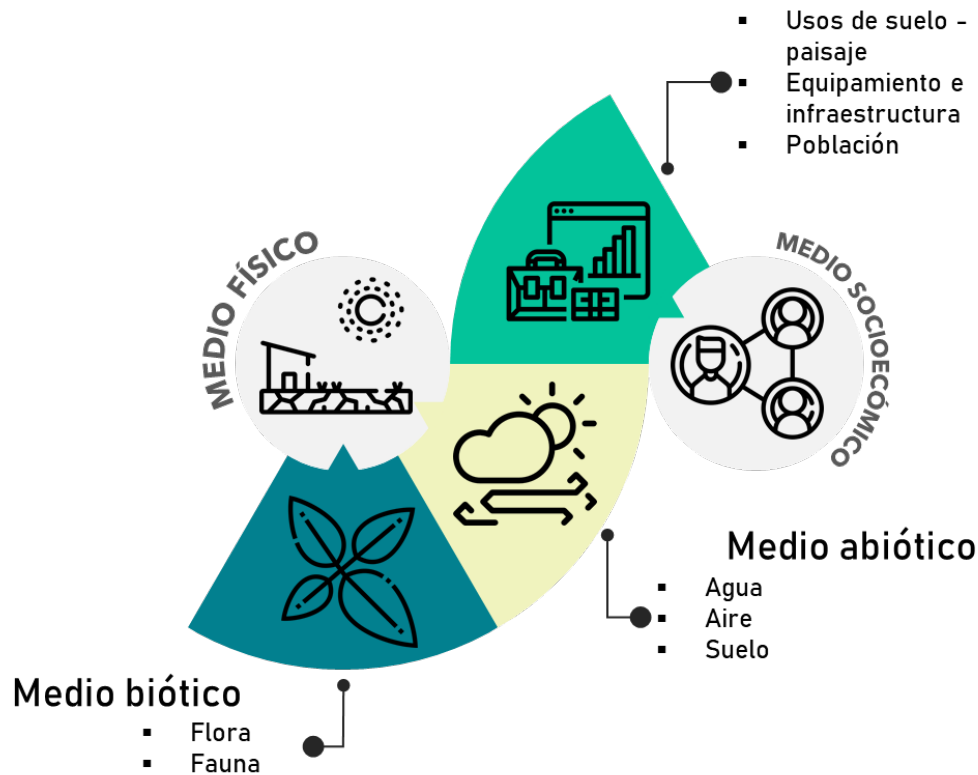 ▪ Usos de suelo -
paisaje
▪ Equipamiento e
infraestructura
▪ Población
MEDIO FÍSICO
MEDIO SOCIOECÓMICO
Medio abiótico
▪ Agua
▪ Aire
▪ Suelo
Medio biótico
▪ Flora
▪ Fauna